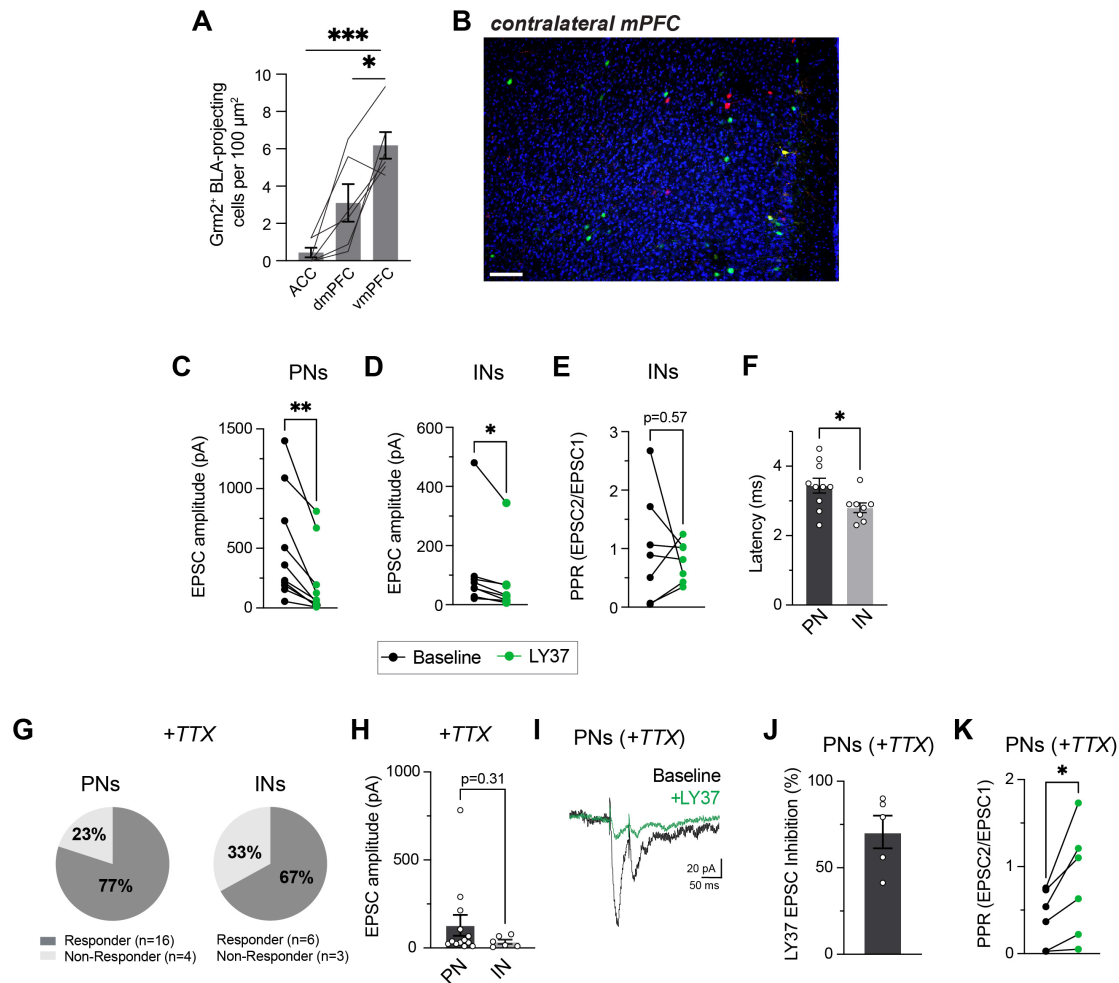 A
***
*
10
8
6
4
2
0
Grm2⁺ BLA-projecting
cells per 100 µm²
ACC
dmPFC
vmPFC
B contralateral mPFC
C PNs
**
1500
1000
500
0
EPSC amplitude (pA)
D INs
*
600
400
200
0
EPSC amplitude (pA)
E INs
p=0.57
3
2
1
0
PPR (EPSC2/EPSC1)
F
*
6
4
2
0
Latency (ms)
PN
IN
Baseline LY37
G +TTX
PNs
23%
77%
INs
33%
67%
Responder (n=16)
Non-Responder (n=4)
Responder (n=6)
Non-Responder (n=3)
H +TTX
p=0.31
1000
500
250
0
EPSC amplitude (pA)
PN
IN
I PNs (+TTX)
Baseline
+LY37
20 pA
50 ms
J PNs (+TTX)
100
50
0
LY37 EPSC Inhibition (%)
K PNs (+TTX)
*
2
1
0
PPR (EPSC2/EPSC1)